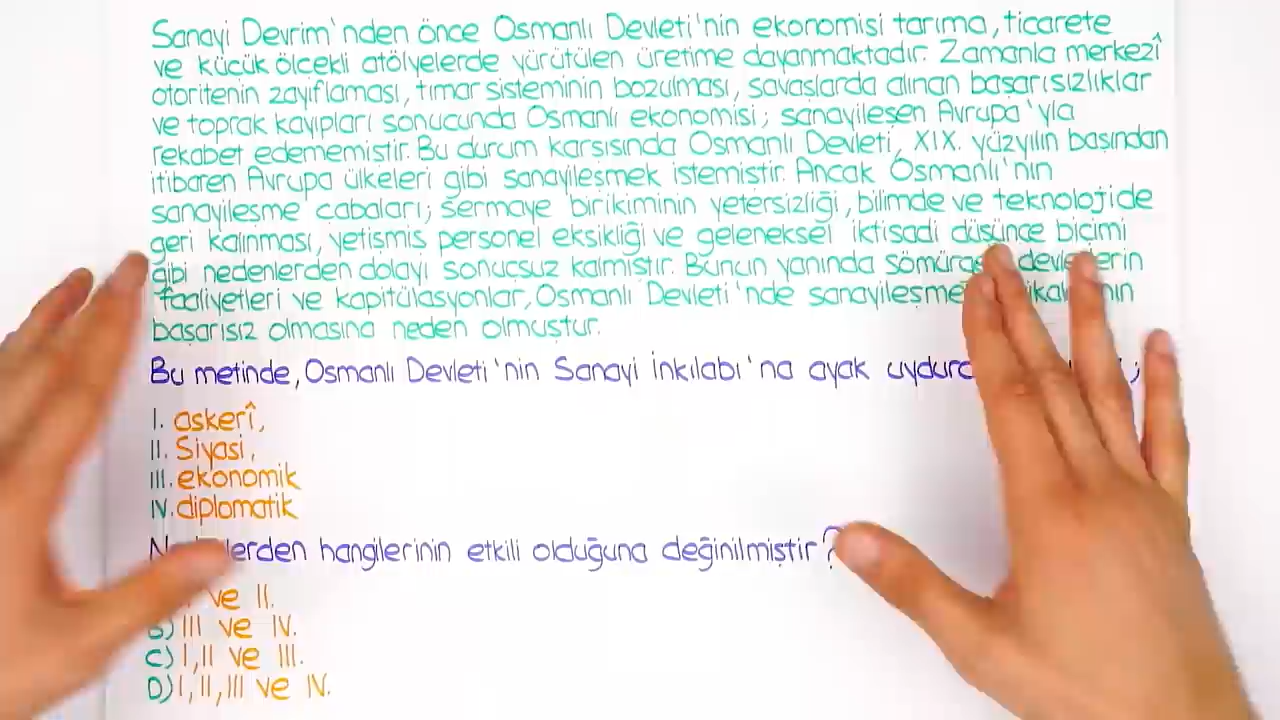 Sanayi Devrim'nden önce Osmanlı Devleti'nin ekonomisi tarıma, ticarete
ve küçük ölçekli atölyelerde yürütülen üretime dayanmaktadır. Zamanla merkezî
otoritenin zayıflaması, tımar sisteminin bozulması, savaşlarda alınan başarısızlıklar
ve toprak kayıpları sonucunda Osmanlı ekonomisi; sanayileşen Avrupa'yla
rekabet edememiştir. Bu durum karşısında Osmanlı Devleti, XIX. yüzyılın başından
itibaren Avrupa ülkeleri gibi sanayileşmek istemiştir. Ancak Osmanlı'nın
sanayileşme çabaları; sermaye birikiminin yetersizliği, bilimde ve teknolojide
geri kalınması, yetişmiş personel eksikliği ve geleneksel iktisadi düşünce biçimi
gibi nedenlerden dolayı sonuçsuz kalmıştır. Bunun yanında
faaliyetleri ve kapitülasyonlar, Osmanlı Devleti'nde
başarısız olmasına neden olmuştur.
Bu metinde, Osmanlı Devleti'nin Sanayi İnkılabı'na ayak
I. askerî,
II. Siyasi,
III. ekonomik
IV. diplomatik
hangilerinin etkili olduğuna değinilmiştir?
ve II.
B) III ve IV.
C) I, II ve III.
D) I, II, III ve IV.